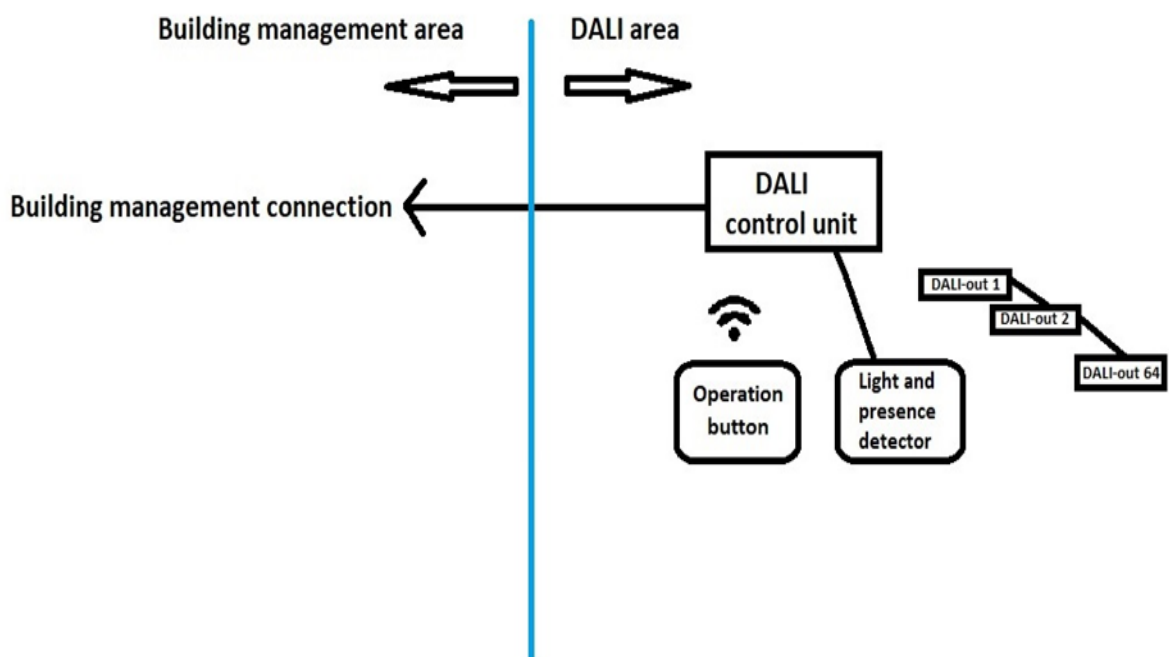 Building management area
DALI area
Building management connection
DALI
control unit
DALI-out 1
DALI-out 2
DALI-out 64
Operation
button
Light and
presence
detector